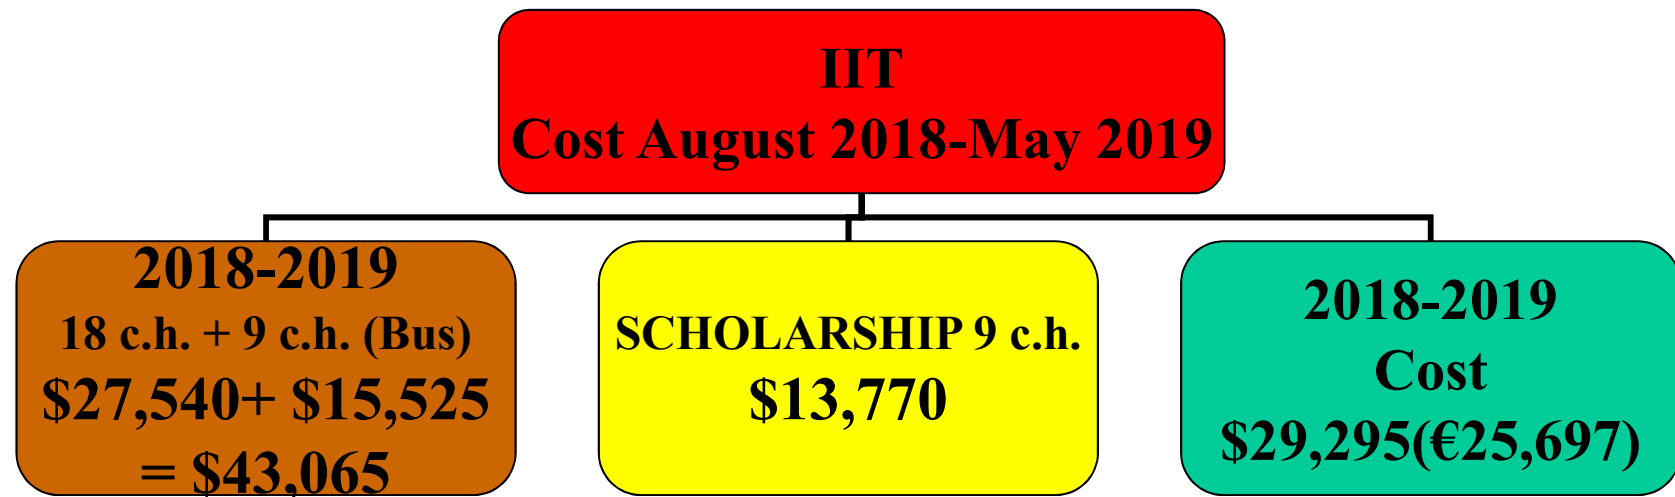 IIT
Cost August 2018-May 2019
2018-2019
18 c.h. + 9 c.h. (Bus)
$27,540+ $15,525
= $43,065
SCHOLARSHIP 9 c.h.
$13,770
2018-2019
Cost
$29,295(€25,697)